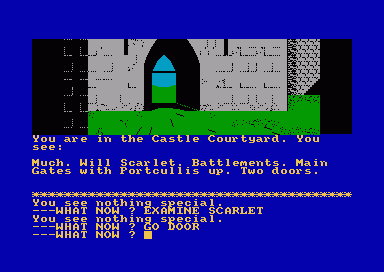 You are in the Castle Courtyard. You
see:
Much. Will Scarlet. Battlements. Main
Gates with Portcullis up. Two doors.
****************************************
You see nothing special.
---WHAT NOW ? EXAMINE SCARLET
You see nothing special.
---WHAT NOW ? GO DOOR
---WHAT NOW ?